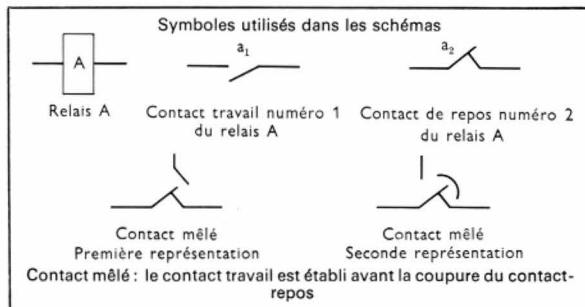 Symboles utilisés dans les schémas
A
a₁
a₂
Relais A
Contact travail numéro 1
du relais A
Contact de repos numéro 2
du relais A
Contact mêlé
Première représentation
Contact mêlé
Seconde représentation
Contact mêlé : le contact travail est établi avant la coupure du contact-
repos